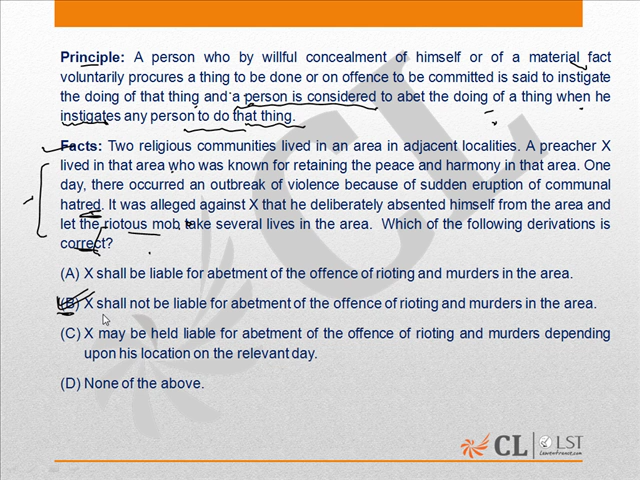 Principle: A person who by willful concealment of himself or of a material fact
voluntarily procures a thing to be done or on offence to be committed is said to instigate
the doing of that thing and a person is considered to abet the doing of a thing when he
instigates any person to do that thing.
Facts: Two religious communities lived in an area in adjacent localities. A preacher X
lived in that area who was known for retaining the peace and harmony in that area. One
day, there occurred an outbreak of violence because of sudden eruption of communal
hatred. It was alleged against X that he deliberately absented himself from the area and
let the riotous mob take several lives in the area. Which of the following derivations is
correct?
(A) X shall be liable for abetment of the offence of rioting and murders in the area.
(B) X shall not be liable for abetment of the offence of rioting and murders in the area.
(C) X may be held liable for abetment of the offence of rioting and murders depending
upon his location on the relevant day.
(D) None of the above.
CL
CL LST